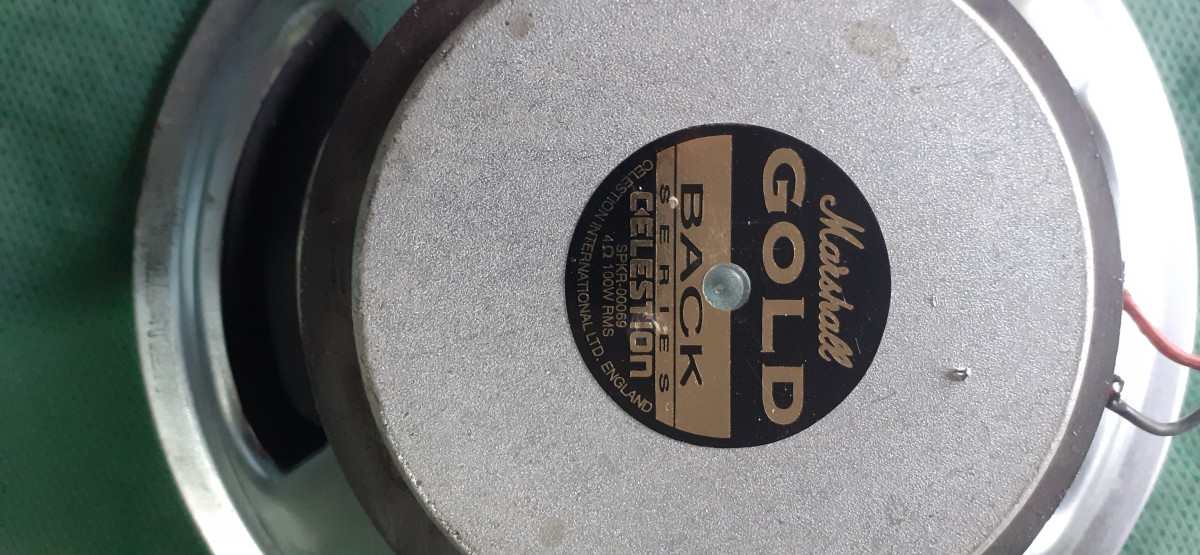 Marshall
GOLD
BACK
SERIES
CELESTION
SPKR-00069
4Ω 100W RMS
CELESTION INTERNATIONAL LTD. ENGLAND